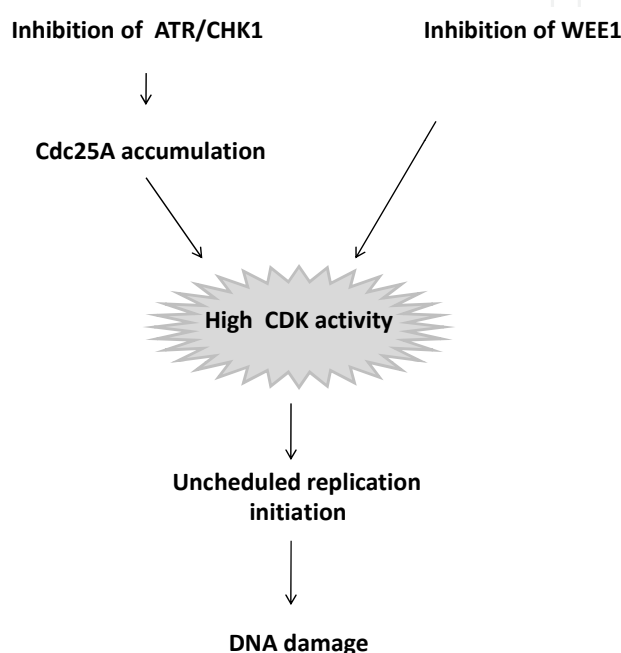 Inhibition of ATR/CHK1
Inhibition of WEE1
Cdc25A accumulation
High CDK activity
Uncheduled replication
initiation
DNA damage